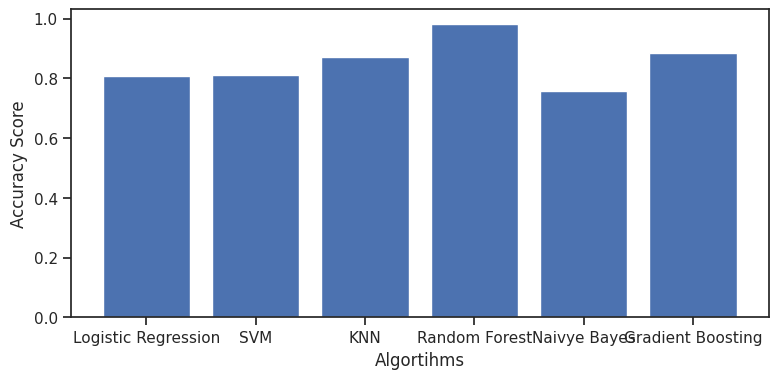 1.0
0.8
0.6
0.4
0.2
0.0
Accuracy Score
Logistic Regression SVM KNN Random Forest Naivye Bayes Gradient Boosting
Algortihms